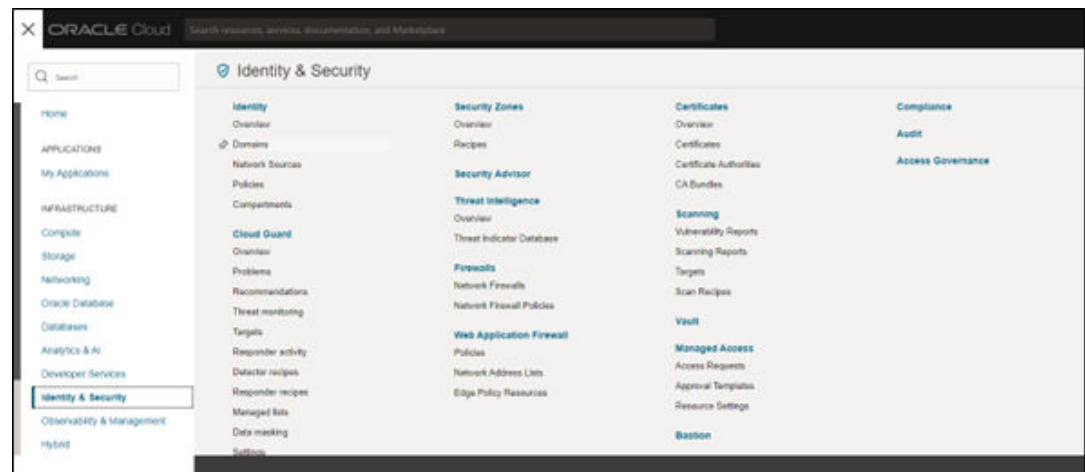 ORACLE Cloud
Search resources, services, documentation, and Marketplace
Search
Home
APPLICATIONS
My Applications
INFRASTRUCTURE
Compute
Storage
Networking
Oracle Database
Databases
Analytics & AI
Developer Services
Identity & Security
Observability & Management
Hybrid
Identity & Security
Identity
Overview
Domains
Network Sources
Policies
Compartments
Cloud Guard
Overview
Problems
Recommendations
Threat monitoring
Targets
Responder activity
Detector recipes
Responder recipes
Managed lists
Data masking
Settings
Security Zones
Overview
Recipes
Security Advisor
Threat Intelligence
Overview
Threat Indicator Database
Firewalls
Network Firewalls
Network Firewall Policies
Web Application Firewall
Policies
Network Address Lists
Edge Policy Resources
Certificates
Overview
Certificates
Certificate Authorities
CA Bundles
Scanning
Vulnerability Reports
Scanning Reports
Targets
Scan Recipes
Vault
Managed Access
Access Requests
Approval Templates
Resource Settings
Bastion
Compliance
Audit
Access Governance